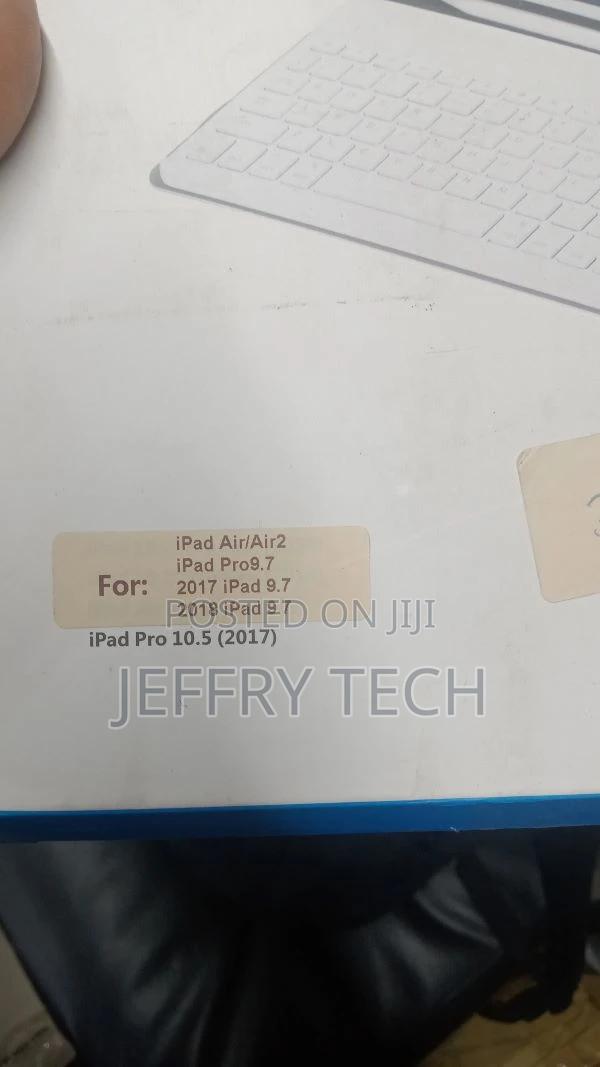 iPad Air/Air2
iPad Pro9.7
For: 2017 iPad 9.7
2018 iPad 9.7
iPad Pro 10.5 (2017)
POSTED ON JIJI
JEFFRY TECH